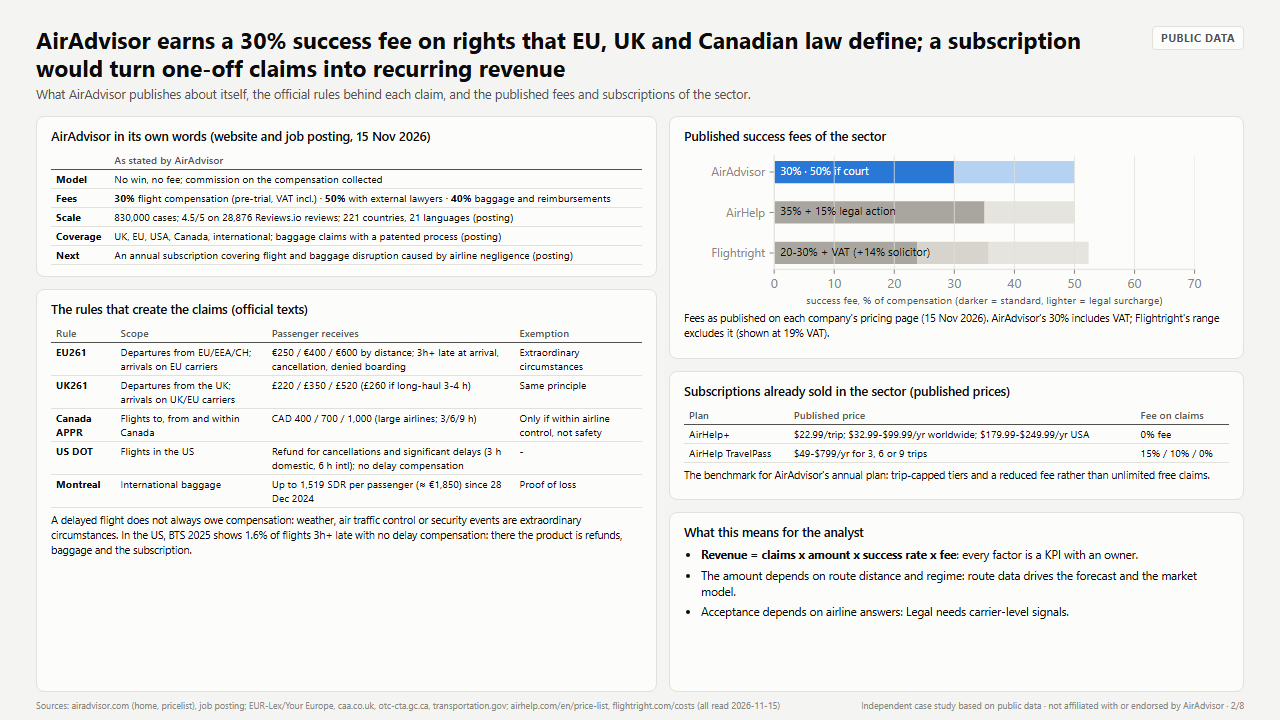 AirAdvisor earns a 30% success fee on rights that EU, UK and Canadian law define; a subscription
would turn one-off claims into recurring revenue
PUBLIC DATA
What AirAdvisor publishes about itself, the official rules behind each claim, and the published fees and subscriptions of the sector.
AirAdvisor in its own words (website and job posting, 15 Nov 2026)
As stated by AirAdvisor
Model No win, no fee; commission on the compensation collected
Fees 30% flight compensation (pre-trial, VAT incl.) · 50% with external lawyers · 40% baggage and reimbursements
Scale 830,000 cases; 4.5/5 on 28,876 Reviews.io reviews; 221 countries, 21 languages (posting)
Coverage UK, EU, USA, Canada, international; baggage claims with a patented process (posting)
Next An annual subscription covering flight and baggage disruption caused by airline negligence (posting)
The rules that create the claims (official texts)
Rule Scope Passenger receives Exemption
EU261 Departures from EU/EEA/CH; €250 / €400 / €600 by distance; 3h+ late at arrival, Extraordinary
arrivals on EU carriers cancellation, denied boarding circumstances
UK261 Departures from the UK; £220 / £350 / £520 (£260 if long-haul 3-4 h) Same principle
arrivals on UK/EU carriers
Canada Flights to, from and within CAD 400 / 700 / 1,000 (large airlines; 3/6/9 h) Only if within airline
APPR Canada control, not safety
US DOT Flights in the US Refund for cancellations and significant delays (3 h -
domestic, 6 h intl); no delay compensation
Montreal International baggage Up to 1,519 SDR per passenger (≈ €1,850) since 28 Proof of loss
Dec 2024
A delayed flight does not always owe compensation: weather, air traffic control or security events are extraordinary
circumstances. In the US, BTS 2025 shows 1.6% of flights 3h+ late with no delay compensation: there the product is refunds,
baggage and the subscription.
Published success fees of the sector
AirAdvisor 30% · 50% if court
AirHelp 35% + 15% legal action
Flightright 20-30% + VAT (+14% solicitor)
0 10 20 30 40 50 60 70
success fee, % of compensation (darker = standard, lighter = legal surcharge)
Fees as published on each company's pricing page (15 Nov 2026). AirAdvisor's 30% includes VAT; Flightright's range
excludes it (shown at 19% VAT).
Subscriptions already sold in the sector (published prices)
Plan Published price Fee on claims
AirHelp+ $22.99/trip; $32.99-$99.99/yr worldwide; $179.99-$249.99/yr USA 0% fee
AirHelp TravelPass $49-$799/yr for 3, 6 or 9 trips 15% / 10% / 0%
The benchmark for AirAdvisor's annual plan: trip-capped tiers and a reduced fee rather than unlimited free claims.
What this means for the analyst
• Revenue = claims x amount x success rate x fee: every factor is a KPI with an owner.
• The amount depends on route distance and regime: route data drives the forecast and the market
model.
• Acceptance depends on airline answers: Legal needs carrier-level signals.
Sources: airadvisor.com (home, pricelist), job posting; EUR-Lex/Your Europe, caa.co.uk, otc-cta.gc.ca, transportation.gov; airhelp.com/en/price-list, flightright.com/costs (all read 2026-11-15)
Independent case study based on public data · not affiliated with or endorsed by AirAdvisor · 2/8